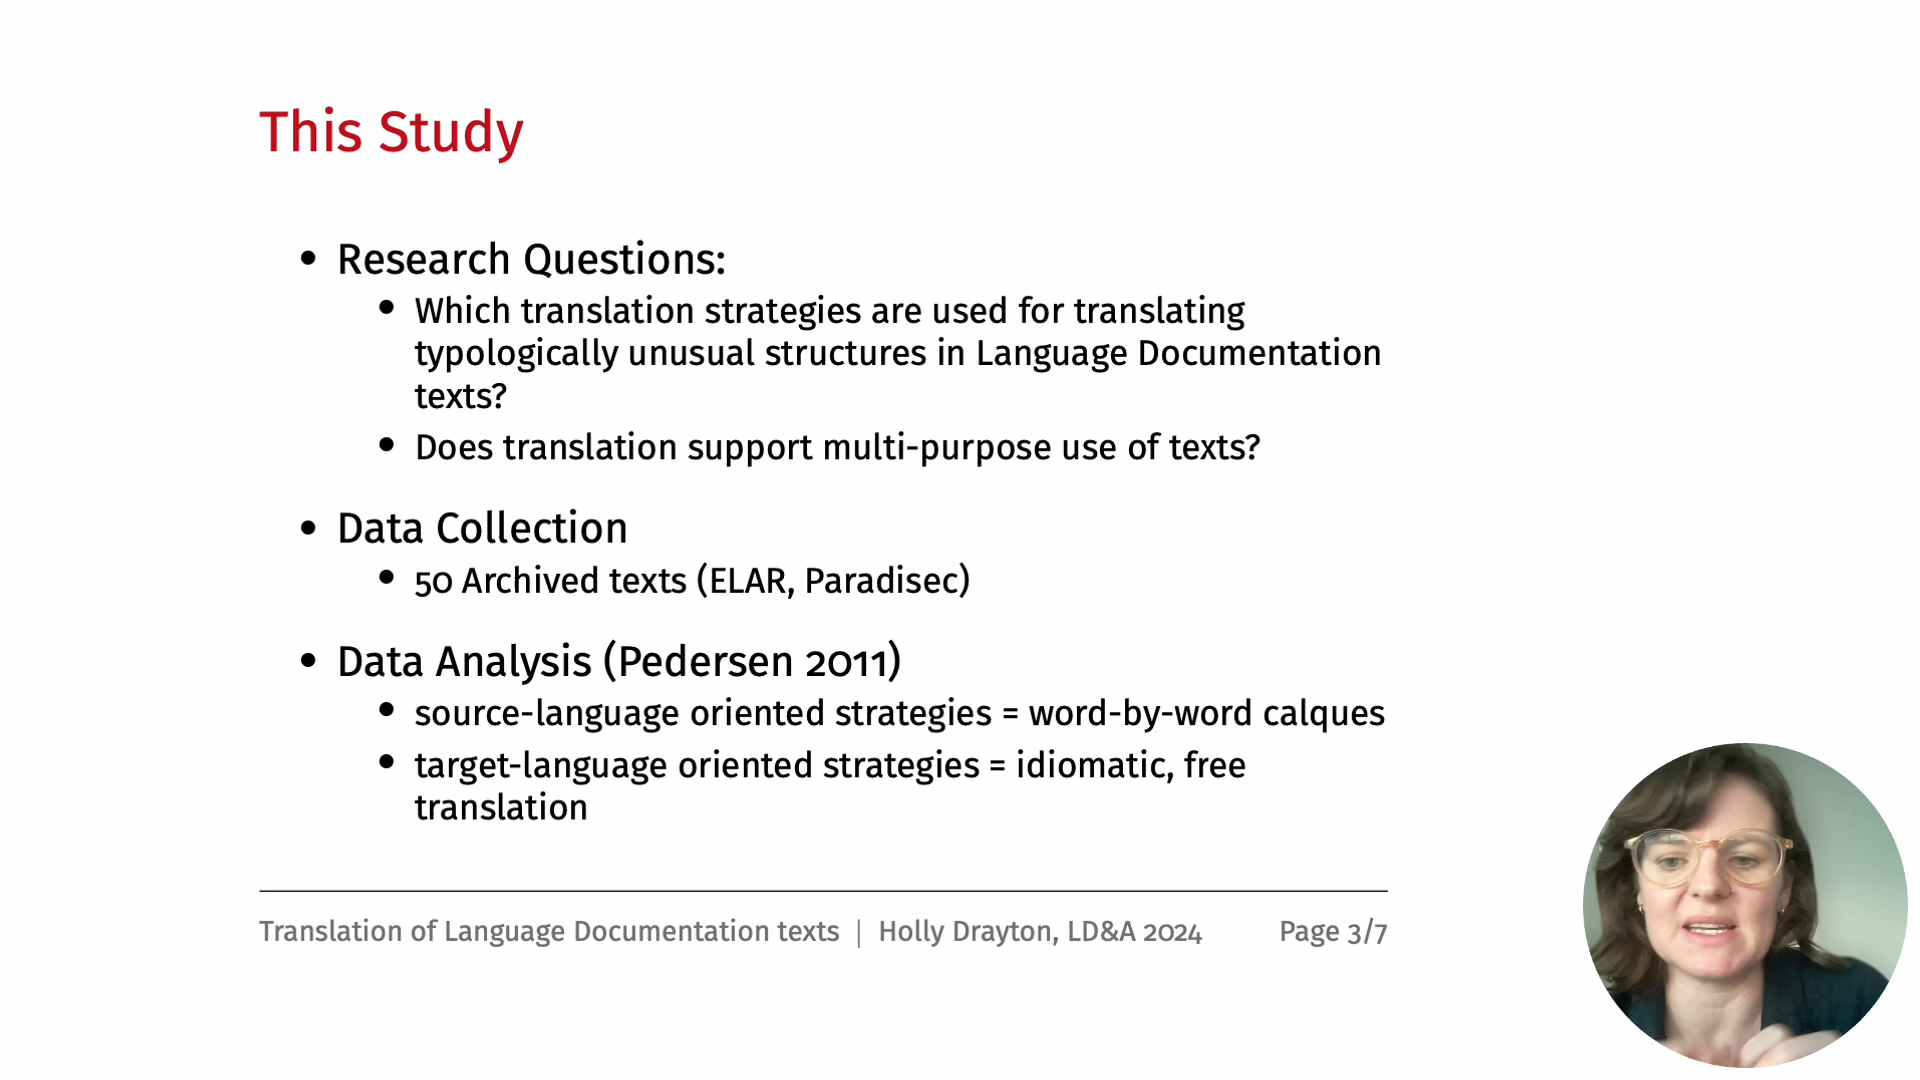 This Study
• Research Questions:
• Which translation strategies are used for translating
typologically unusual structures in Language Documentation
texts?
• Does translation support multi-purpose use of texts?
• Data Collection
• 50 Archived texts (ELAR, Paradisec)
• Data Analysis (Pedersen 2011)
• source-language oriented strategies = word-by-word calques
• target-language oriented strategies = idiomatic, free
translation
Translation of Language Documentation texts | Holly Drayton, LD&A 2024 Page 3/7